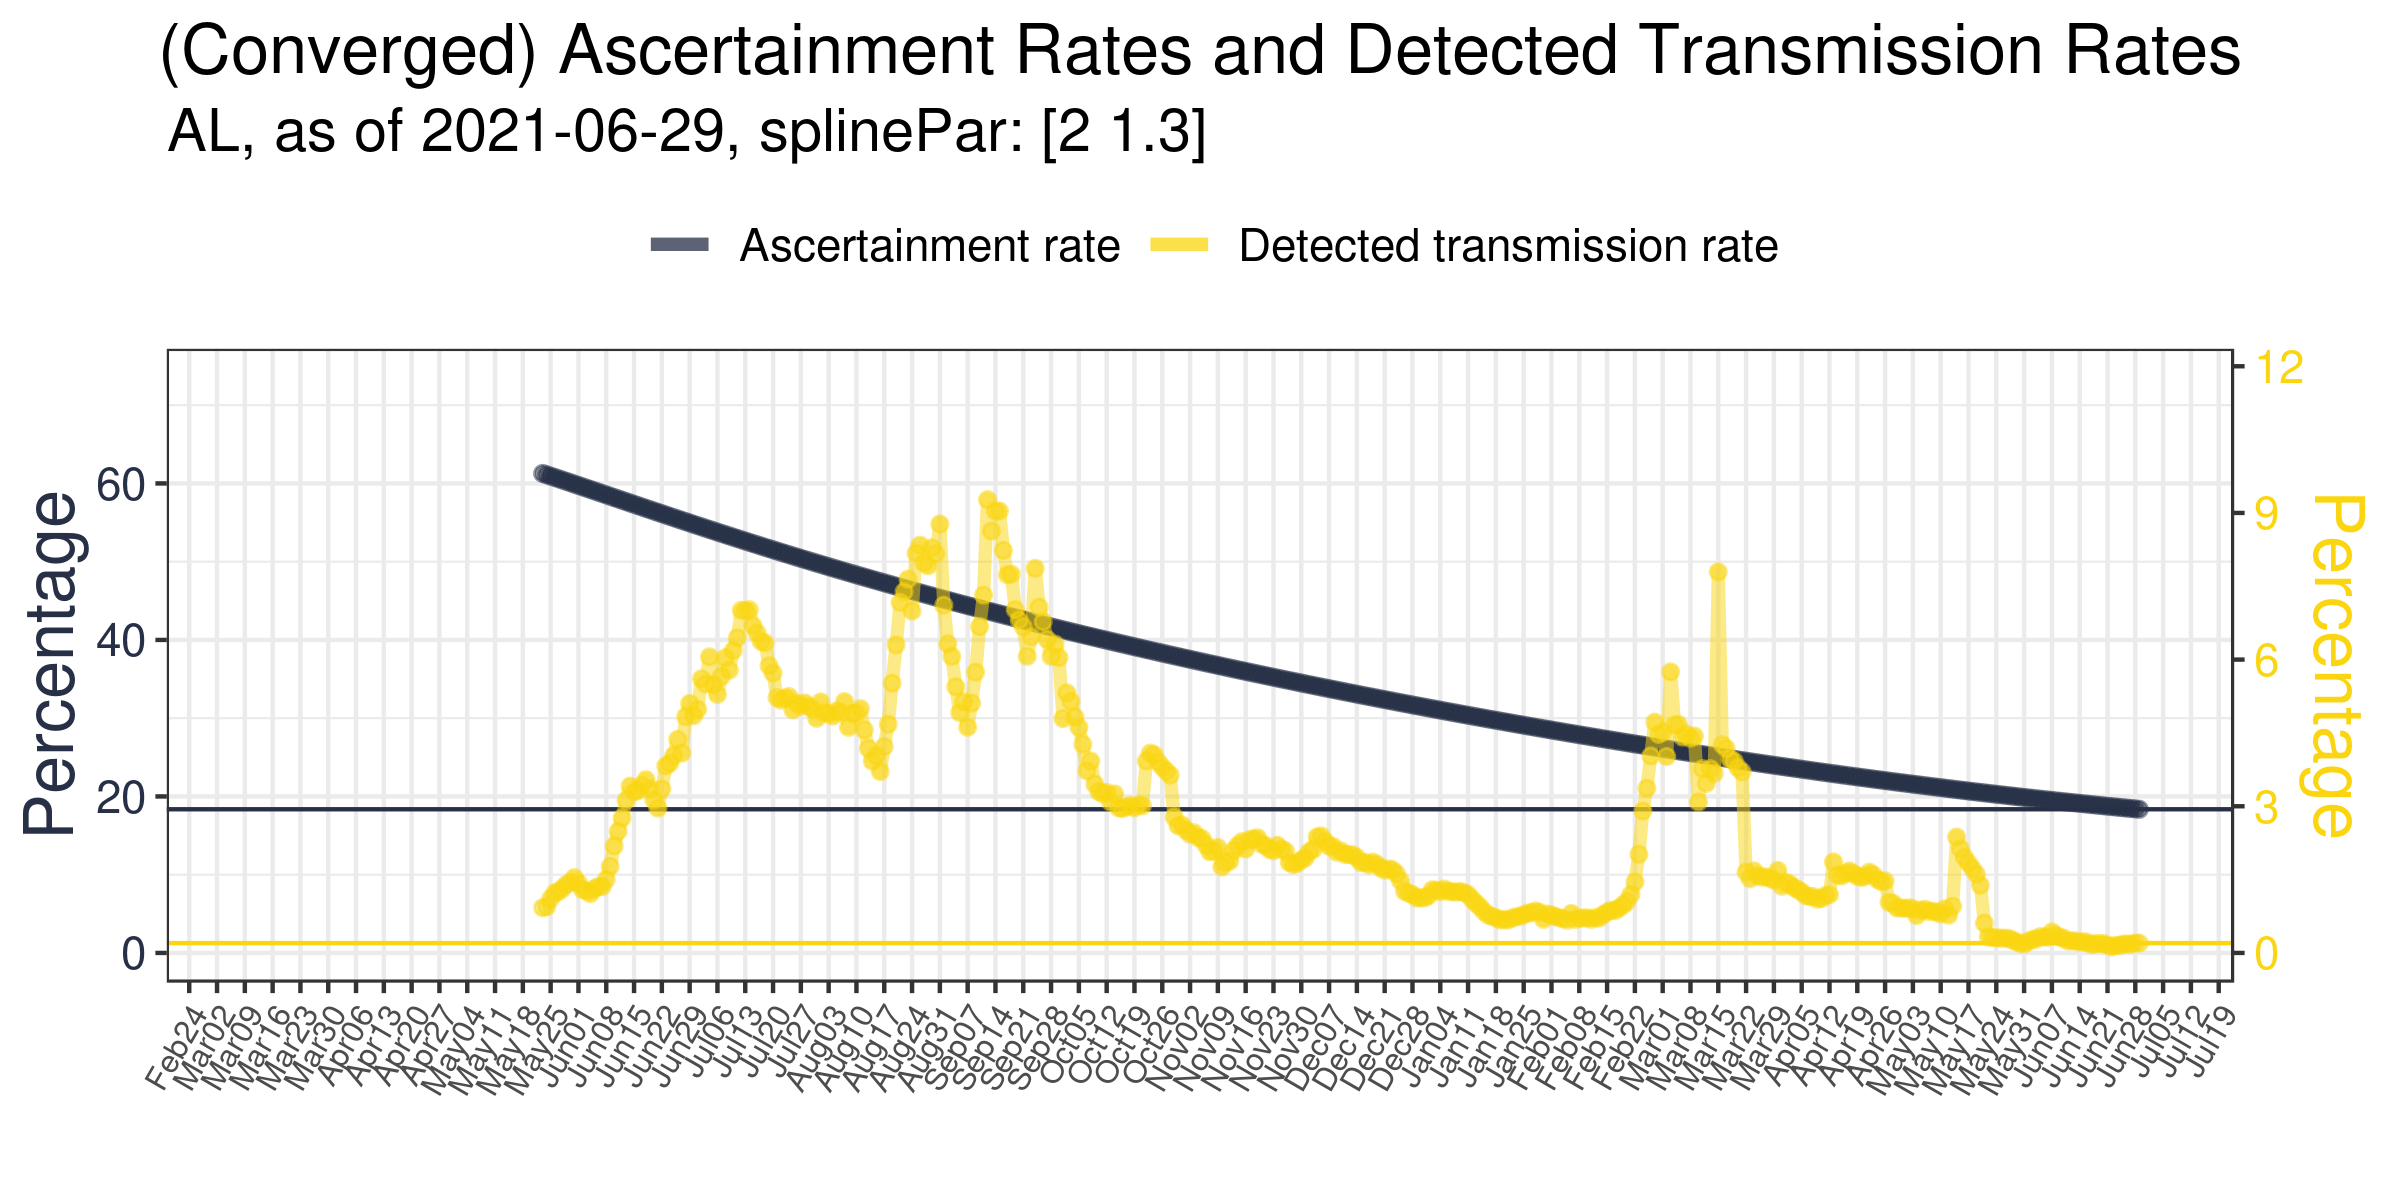 (Converged) Ascertainment Rates and Detected Transmission Rates
AL, as of 2021-06-29, splinePar: [2 1.3]
Ascertainment rate
Detected transmission rate
Percentage
60
40
20
0
12
9
6
3
0
Percentage
Feb24
Mar02
Mar09
Mar16
Mar23
Mar30
Apr06
Apr13
Apr20
Apr27
May04
May11
May18
May25
Jun01
Jun08
Jun15
Jun22
Jun29
Jul06
Jul13
Jul20
Jul27
Aug03
Aug10
Aug17
Aug24
Aug31
Sep07
Sep14
Sep21
Sep28
Oct05
Oct12
Oct19
Oct26
Nov02
Nov09
Nov16
Nov23
Nov30
Dec07
Dec14
Dec21
Dec28
Jan04
Jan11
Jan18
Jan25
Feb01
Feb08
Feb15
Feb22
Mar01
Mar08
Mar15
Mar22
Mar29
Apr05
Apr12
Apr19
Apr26
May03
May10
May17
May24
May31
Jun07
Jun14
Jun21
Jun28
Jul05
Jul12
Jul19